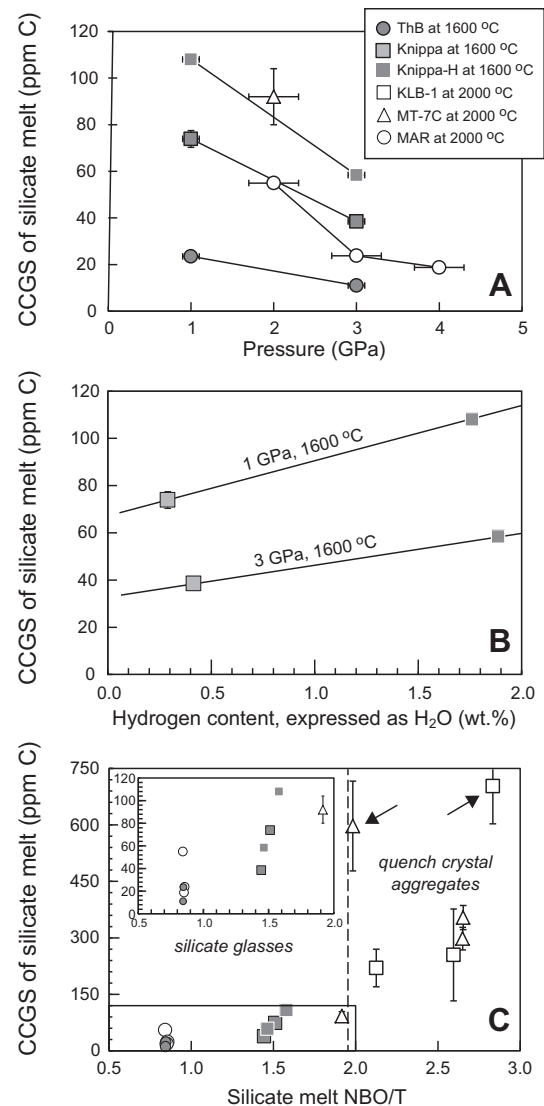 CCGS of silicate melt (ppm C)
120
100
80
60
40
20
0
ThB at 1600 ºC
Knippa at 1600 ºC
Knippa-H at 1600 ºC
KLB-1 at 2000 ºC
MT-7C at 2000 ºC
MAR at 2000 ºC
A
0 1 2 3 4 5
Pressure (GPa)
CCGS of silicate melt (ppm C)
120
100
80
60
40
20
0
1 GPa, 1600 ºC
3 GPa, 1600 ºC
B
0.0 0.5 1.0 1.5 2.0
Hydrogen content, expressed as H₂O (wt.%)
CCGS of silicate melt (ppm C)
750
600
450
300
150
0
120
100
80
60
40
20
0
0.5 1.0 1.5 2.0
silicate glasses
quench crystal
aggregates
C
0.5 1.0 1.5 2.0 2.5 3.0
Silicate melt NBO/T